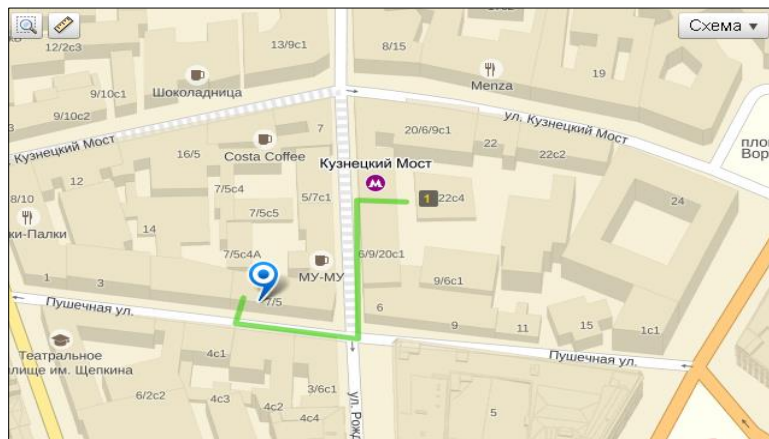 Схема
12/2с3
13/9с1
8/15
Шоколадница
Menza
19
9/10с1
9/10с2
ул. Кузнецкий Мост
Costa Coffee
7
20/6/9с1
22
22с2
Кузнецкий Мост
16/5
Кузнецкий Мост
12
7/5с4
5/7с1
1
22с4
24
8/10
7/5с5
14
ки-Палки
7/5с4А
МУ-МУ
6/9/20с1
9/6с1
1
3
7/5
6
9
11
15
1с1
Пушечная ул.
Пушечная ул.
Театральное
лище им. Щепкина
4с1
6/2с2
4с3
4с2
3/6с1
4с4
5
ул. Рожд
пло
Вор